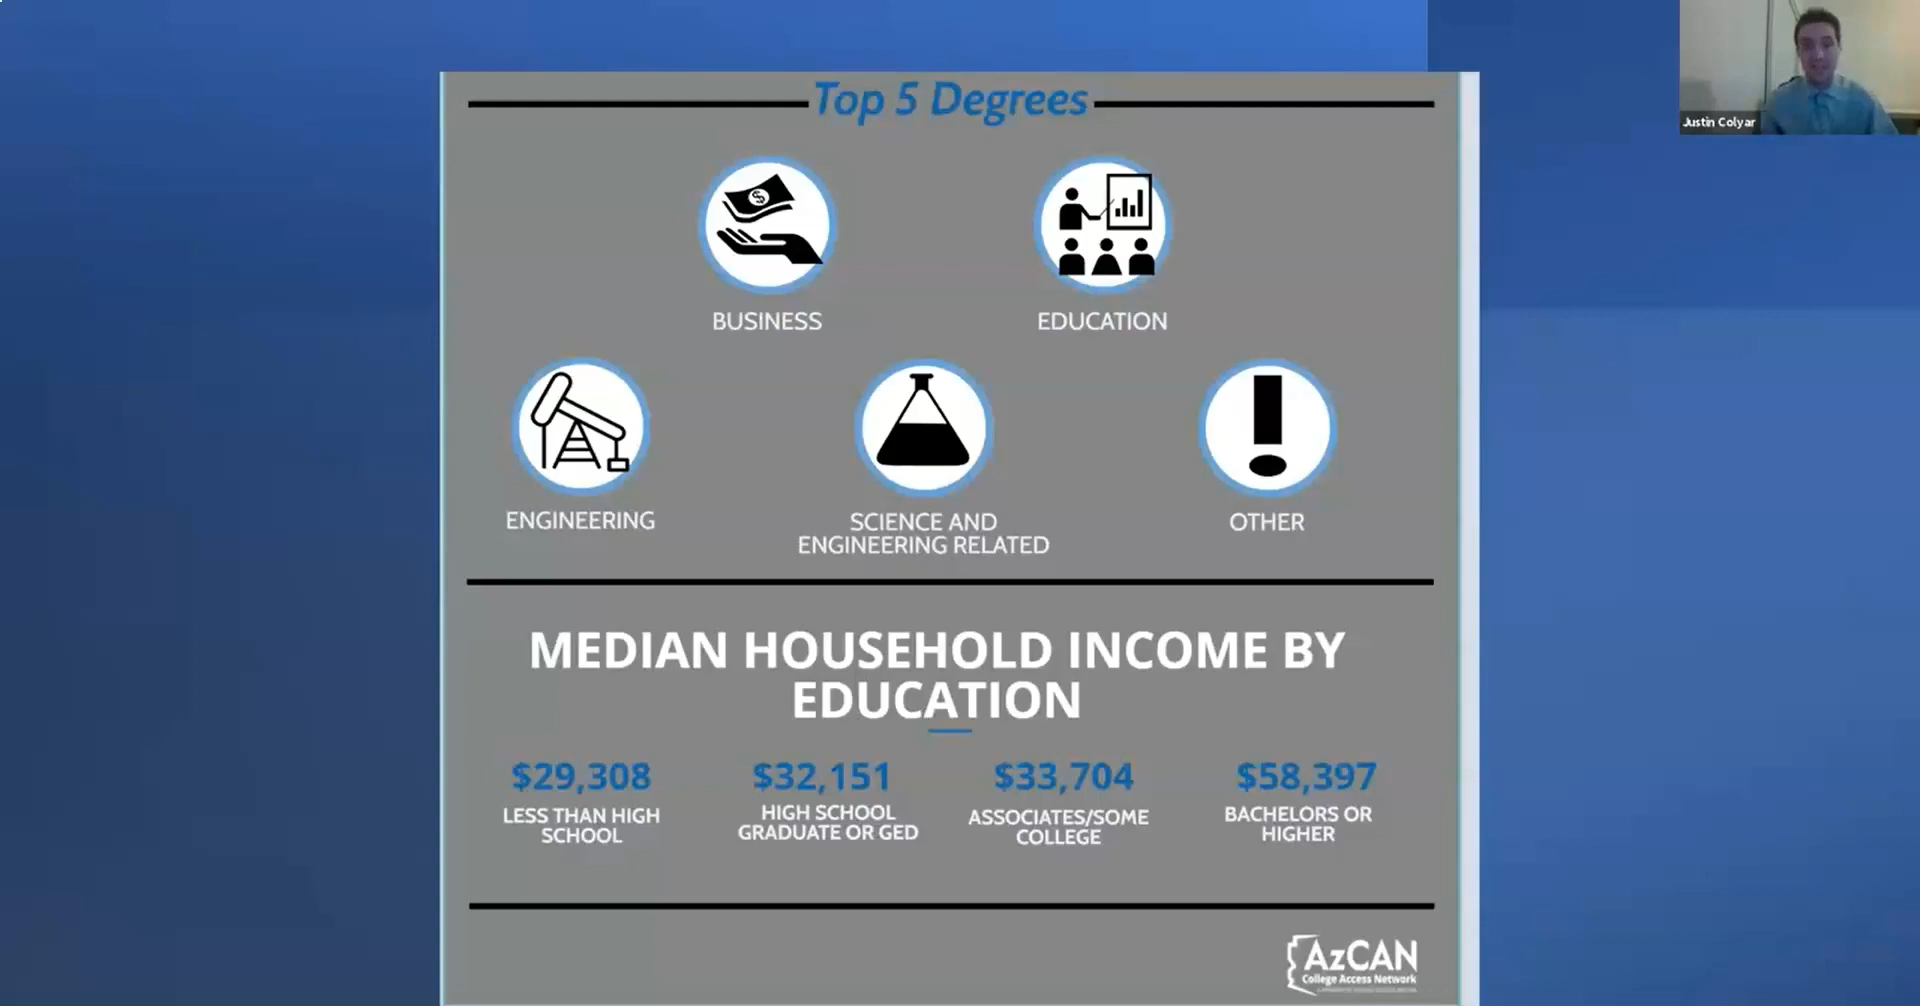 Justin Colyar
Top 5 Degrees
$
BUSINESS
EDUCATION
ENGINEERING
SCIENCE AND
ENGINEERING RELATED
OTHER
MEDIAN HOUSEHOLD INCOME BY
EDUCATION
$29,308
LESS THAN HIGH
SCHOOL
$32,151
HIGH SCHOOL
GRADUATE OR GED
$33,704
ASSOCIATES/SOME
COLLEGE
$58,397
BACHELORS OR
HIGHER
AzCAN
College Access Network